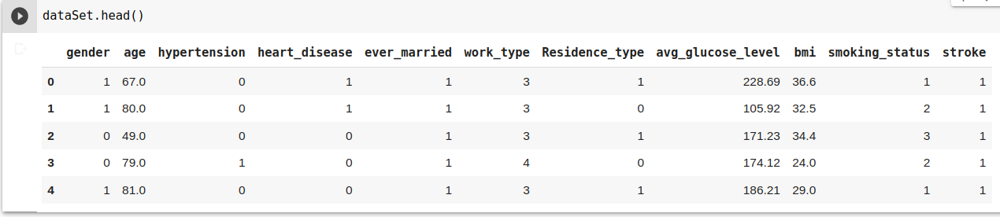 dataSet.head()
gender age hypertension heart_disease ever_married work_type Residence_type avg_glucose_level bmi smoking_status stroke
0 1 67.0 0 1 1 3 1 228.69 36.6 1 1
1 1 80.0 0 1 1 3 0 105.92 32.5 2 1
2 0 49.0 0 0 1 3 1 171.23 34.4 3 1
3 0 79.0 1 0 1 4 0 174.12 24.0 2 1
4 1 81.0 0 0 1 3 1 186.21 29.0 1 1